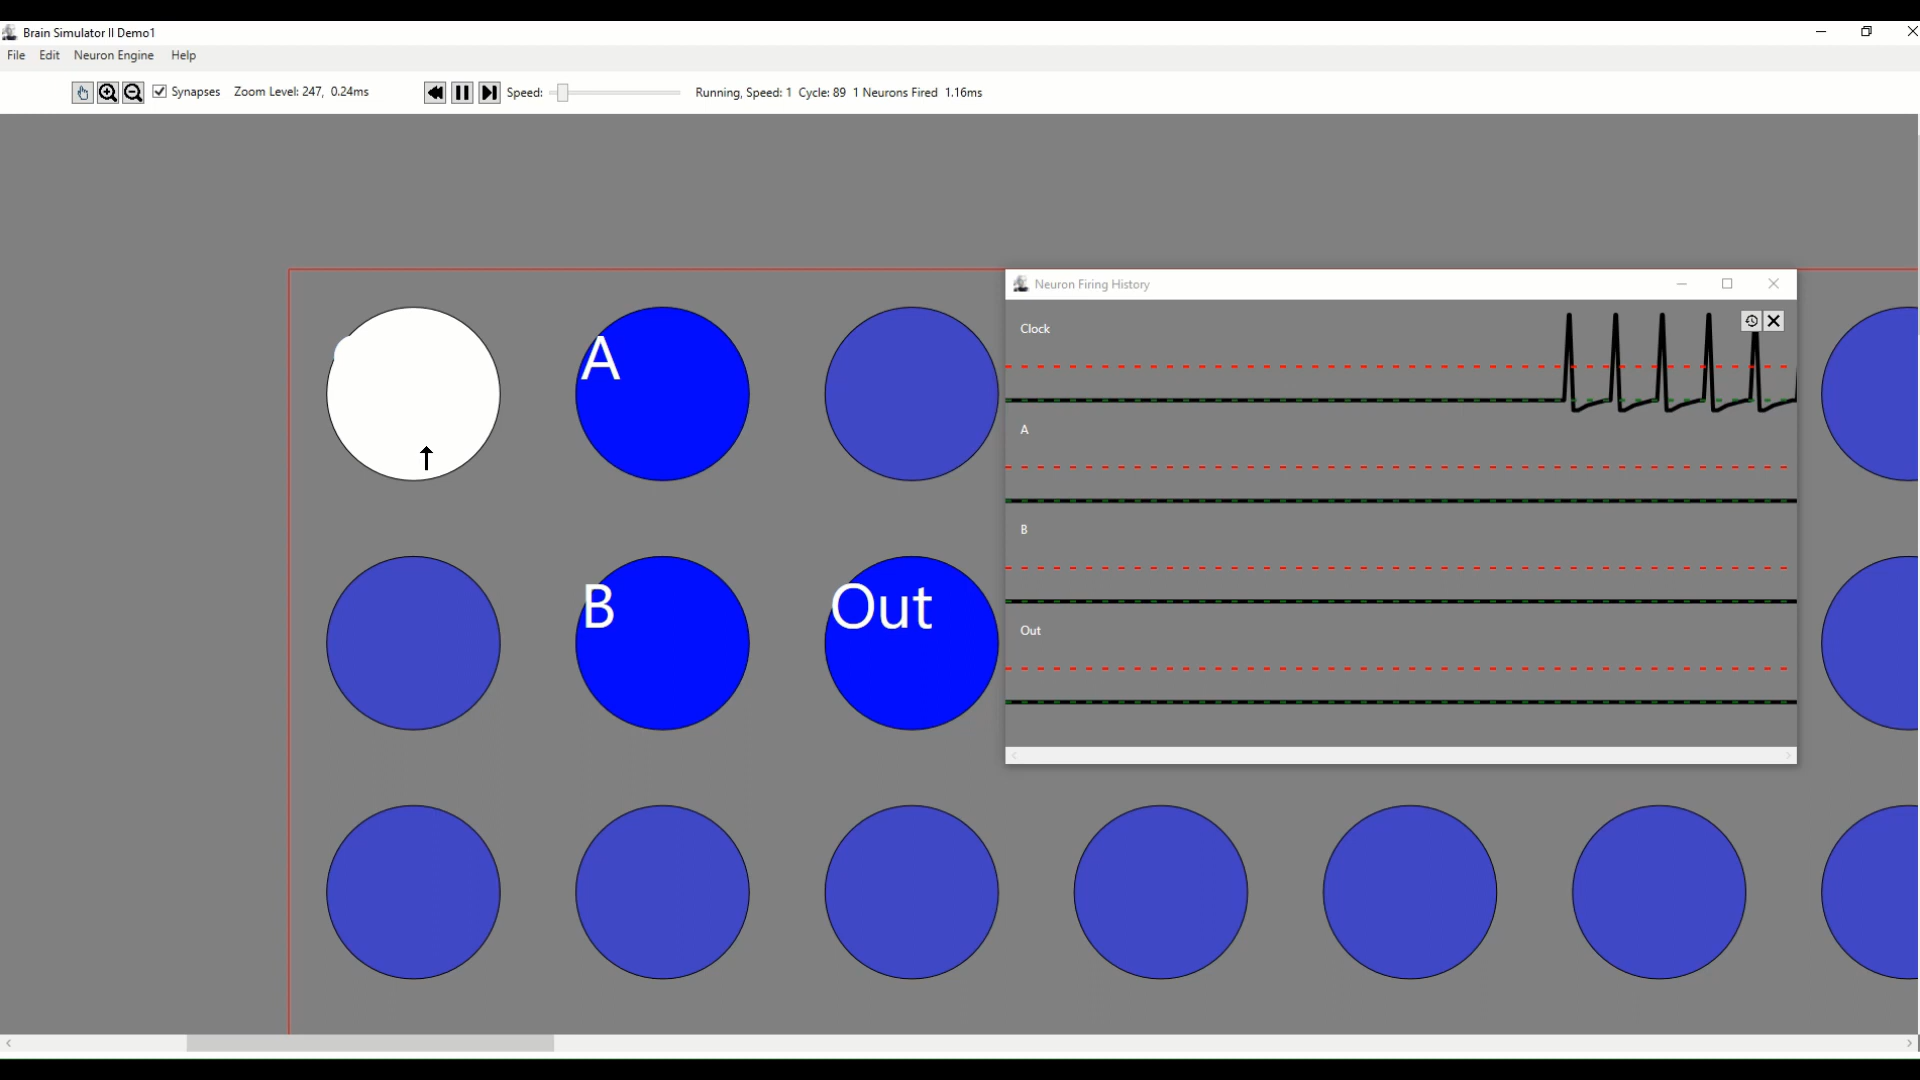 Brain Simulator II Demo1
File Edit Neuron Engine Help
Synapses Zoom Level: 247, 0.24ms Speed: Running, Speed: 1 Cycle: 89 1 Neurons Fired 1.16ms
Neuron Firing History
Clock
A
A
B
B
Out
Out